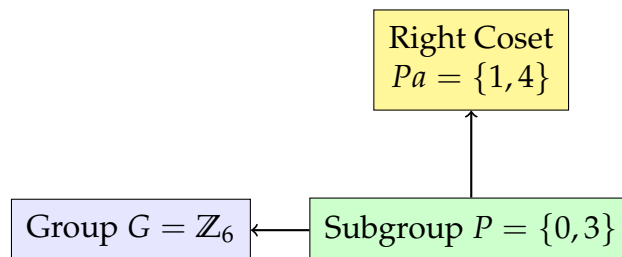 Right Coset
Pa = {1, 4}
Group G = ℤ₆
Subgroup P = {0, 3}